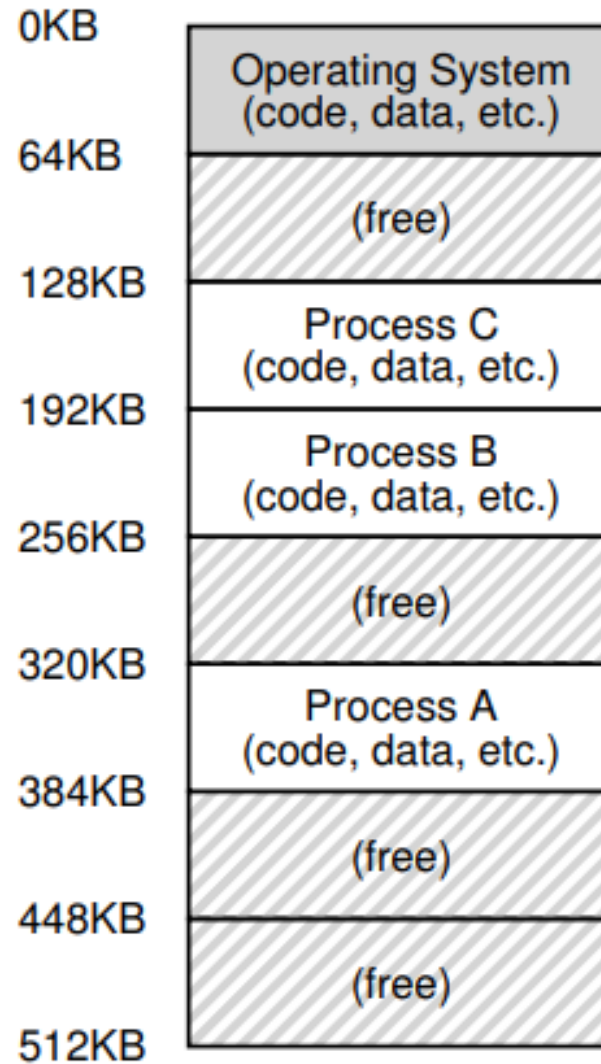 0KB
Operating System
(code, data, etc.)
64KB
(free)
128KB
Process C
(code, data, etc.)
192KB
Process B
(code, data, etc.)
256KB
(free)
320KB
Process A
(code, data, etc.)
384KB
(free)
448KB
(free)
512KB